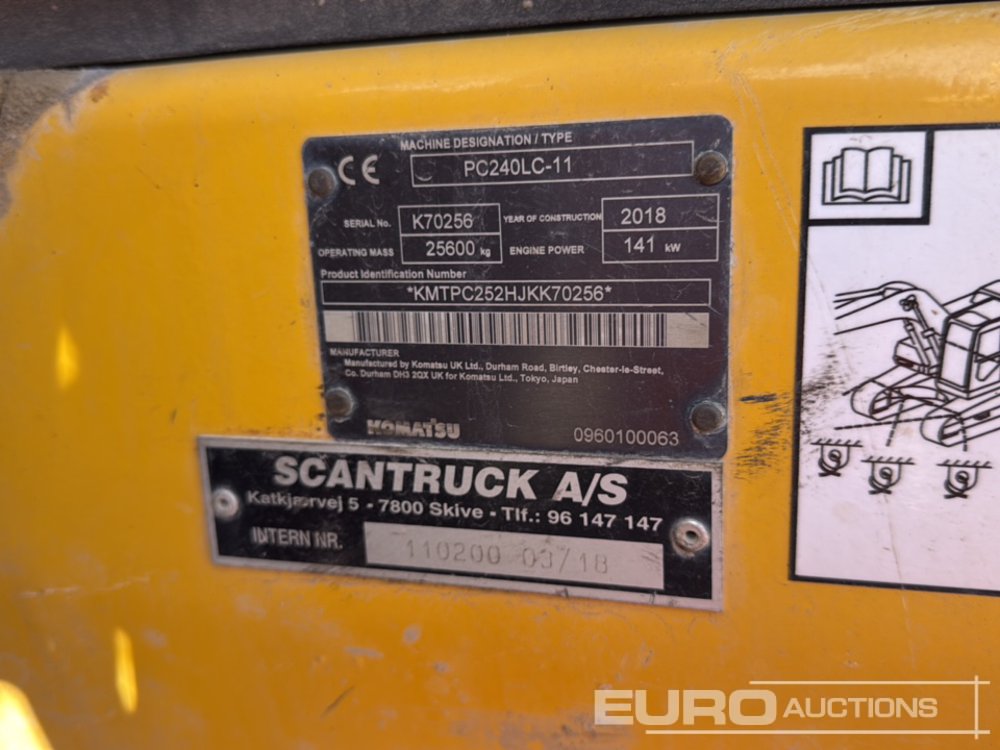 MACHINE DESIGNATION / TYPE
CE PC240LC-11
SERIAL No. K70256 YEAR OF CONSTRUCTION 2018
OPERATING MASS 25600 kg ENGINE POWER 141 kW
Product Identification Number
*KMTPC252HJKK70256*
MANUFACTURER
Manufactured by Komatsu UK Ltd., Durham Road, Birtley, Chester-le-Street,
Co. Durham DH3 2QX UK for Komatsu Ltd., Tokyo, Japan
KOMATSU 0960100063
SCANTRUCK A/S
Katkjærvej 5 - 7800 Skive - Tlf.: 96 147 147
INTERN NR. 110200 03/18
EURO AUCTIONS